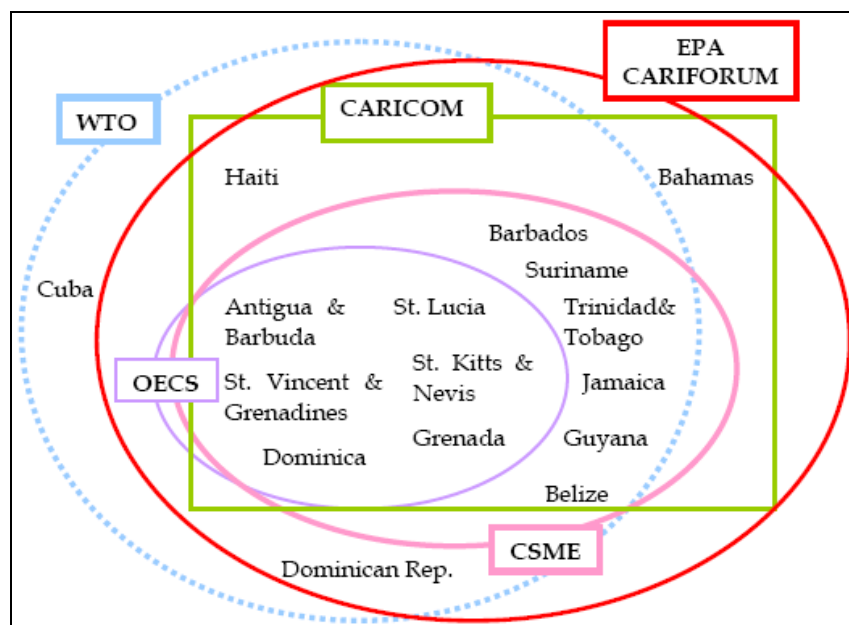 EPA
CARIFORUM
WTO
CARICOM
Haiti
Bahamas
Barbados
Suriname
Cuba
Antigua &
Barbuda
St. Lucia
Trinidad&
Tobago
OECS
St. Vincent &
Grenadines
St. Kitts &
Nevis
Jamaica
Dominica
Grenada
Guyana
Belize
CSME
Dominican Rep.